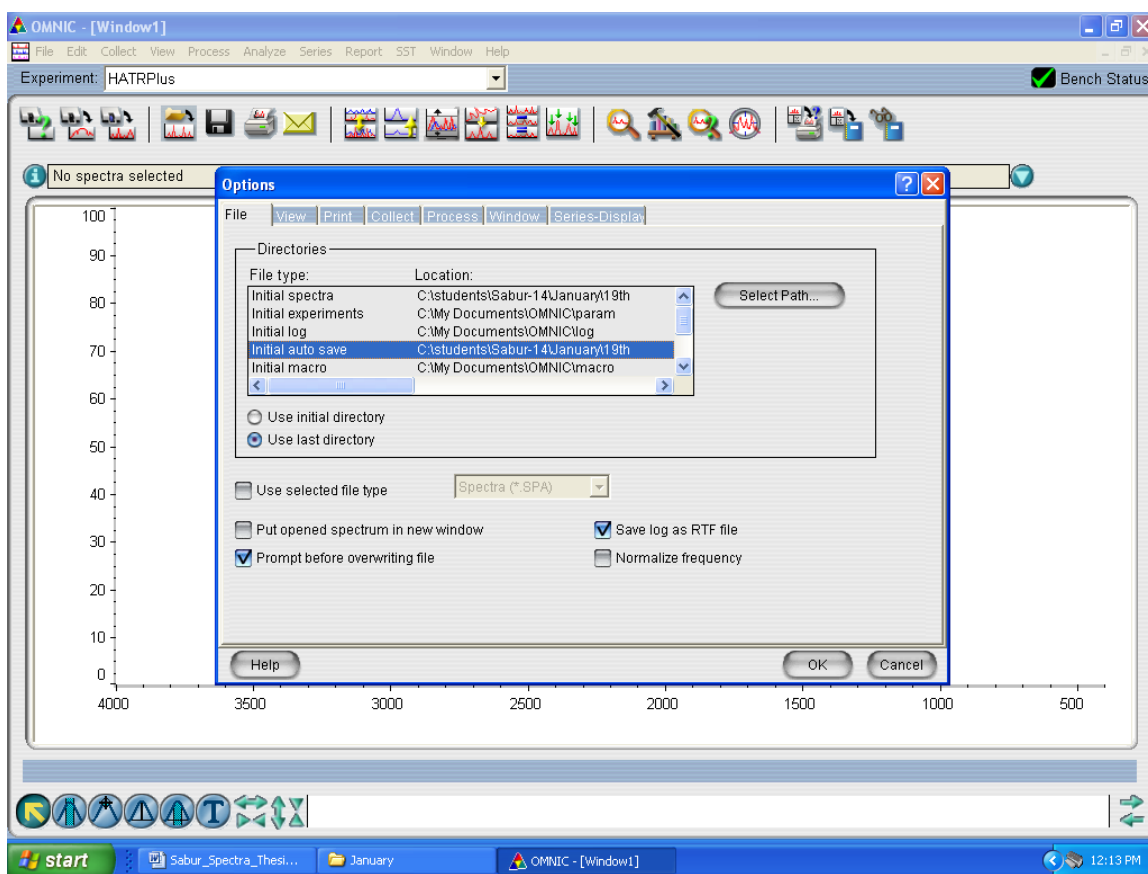 OMNIC - [Window1]
File Edit Collect View Process Analyze Series Report SST Window Help
Experiment: HATRPlus
Bench Status
No spectra selected
Options
File View Print Collect Process Window Series-Display
Directories
File type: Location:
Initial spectra C:\students\Sabur-14\January\19th
Select Path...
Initial experiments C:\My Documents\OMNIC\param
Initial log C:\My Documents\OMNIC\log
Initial auto save C:\students\Sabur-14\January\19th
Initial macro C:\My Documents\OMNIC\macro
Use initial directory
Use last directory
Use selected file type Spectra (*.SPA)
Put opened spectrum in new window Save log as RTF file
Prompt before overwriting file Normalize frequency
Help OK Cancel
100
90
80
70
60
50
40
30
20
10
0
4000 3500 3000 2500 2000 1500 1000 500
T
start Sabur_Spectra_Thesi... January OMNIC - [Window1] 12:13 PM